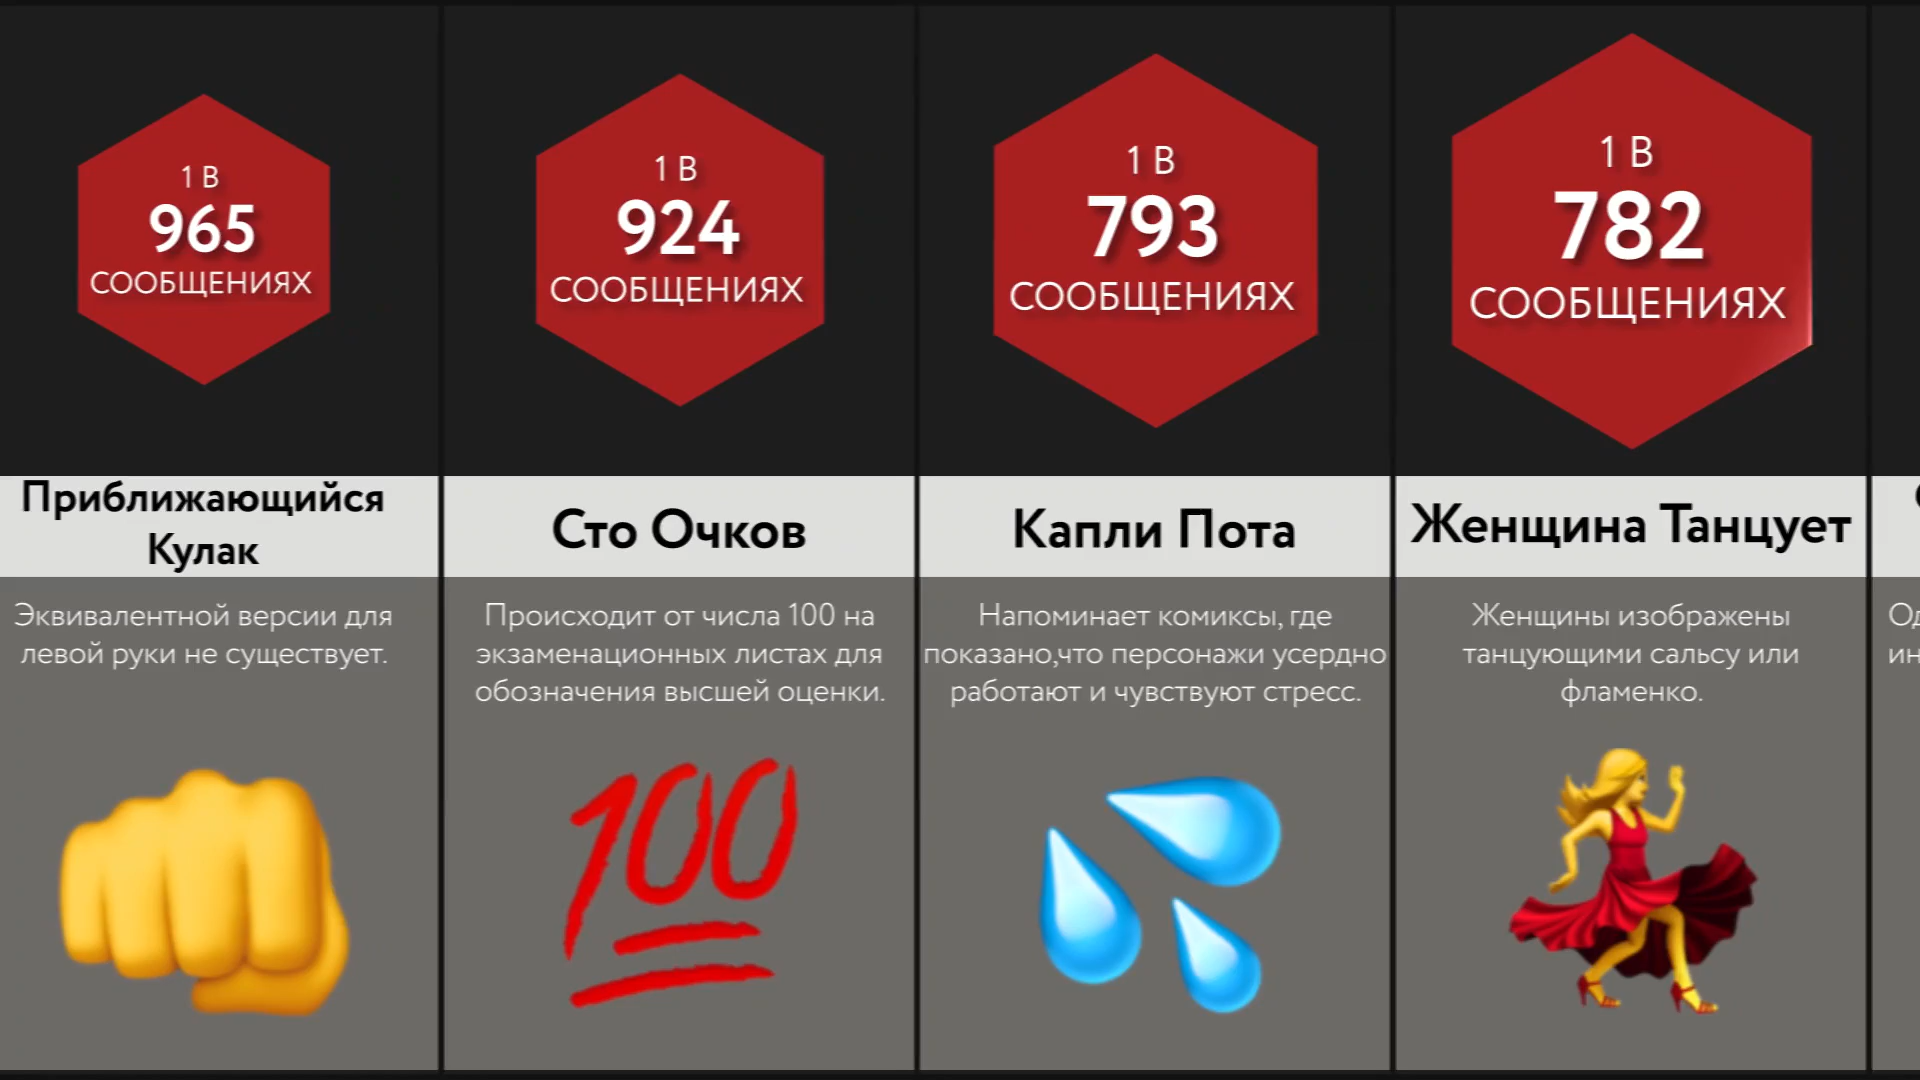 1 В
965
СООБЩЕНИЯХ
Приближающийся
Кулак
Эквивалентной версии для
левой руки не существует.
1 В
924
СООБЩЕНИЯХ
Сто Очков
Происходит от числа 100 на
экзаменационных листах для
обозначения высшей оценки.
100
1 В
793
СООБЩЕНИЯХ
Капли Пота
Напоминает комиксы, где
показано,что персонажи усердно
работают и чувствуют стресс.
1 В
782
СООБЩЕНИЯХ
Женщина Танцует
Женщины изображены
танцующими сальсу или
фламенко.